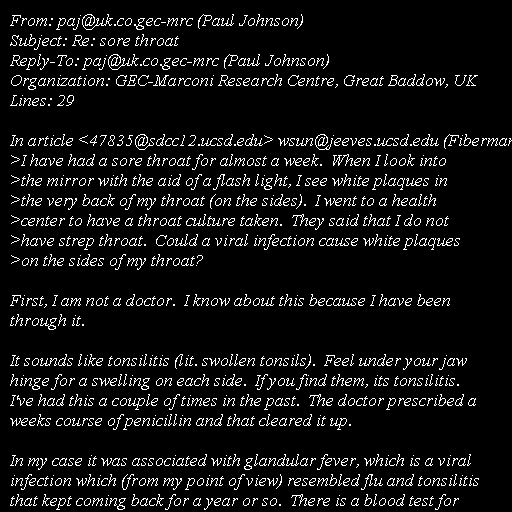 From: paj@uk.co.gec-mrc (Paul Johnson)
Subject: Re: sore throat
Reply-To: paj@uk.co.gec-mrc (Paul Johnson)
Organization: GEC-Marconi Research Centre, Great Baddow, UK
Lines: 29

In article <47835@sdcc12.ucsd.edu> wsun@jeeves.ucsd.edu (Fiberman
>I have had a sore throat for almost a week.  When I look into
>the mirror with the aid of a flash light, I see white plaques in
>the very back of my throat (on the sides).  I went to a health
>center to have a throat culture taken.  They said that I do not
>have strep throat.  Could a viral infection cause white plaques
>on the sides of my throat?

First, I am not a doctor.  I know about this because I have been
through it.

It sounds like tonsilitis (lit. swollen tonsils).  Feel under your jaw
hinge for a swelling on each side.  If you find them, its tonsilitis.
I've had this a couple of times in the past.  The doctor prescribed a
weeks course of penicillin and that cleared it up.

In my case it was associated with glandular fever, which is a viral
infection which (from my point of view) resembled flu and tonsilitis
that kept coming back for a year or so.  There is a blood test for